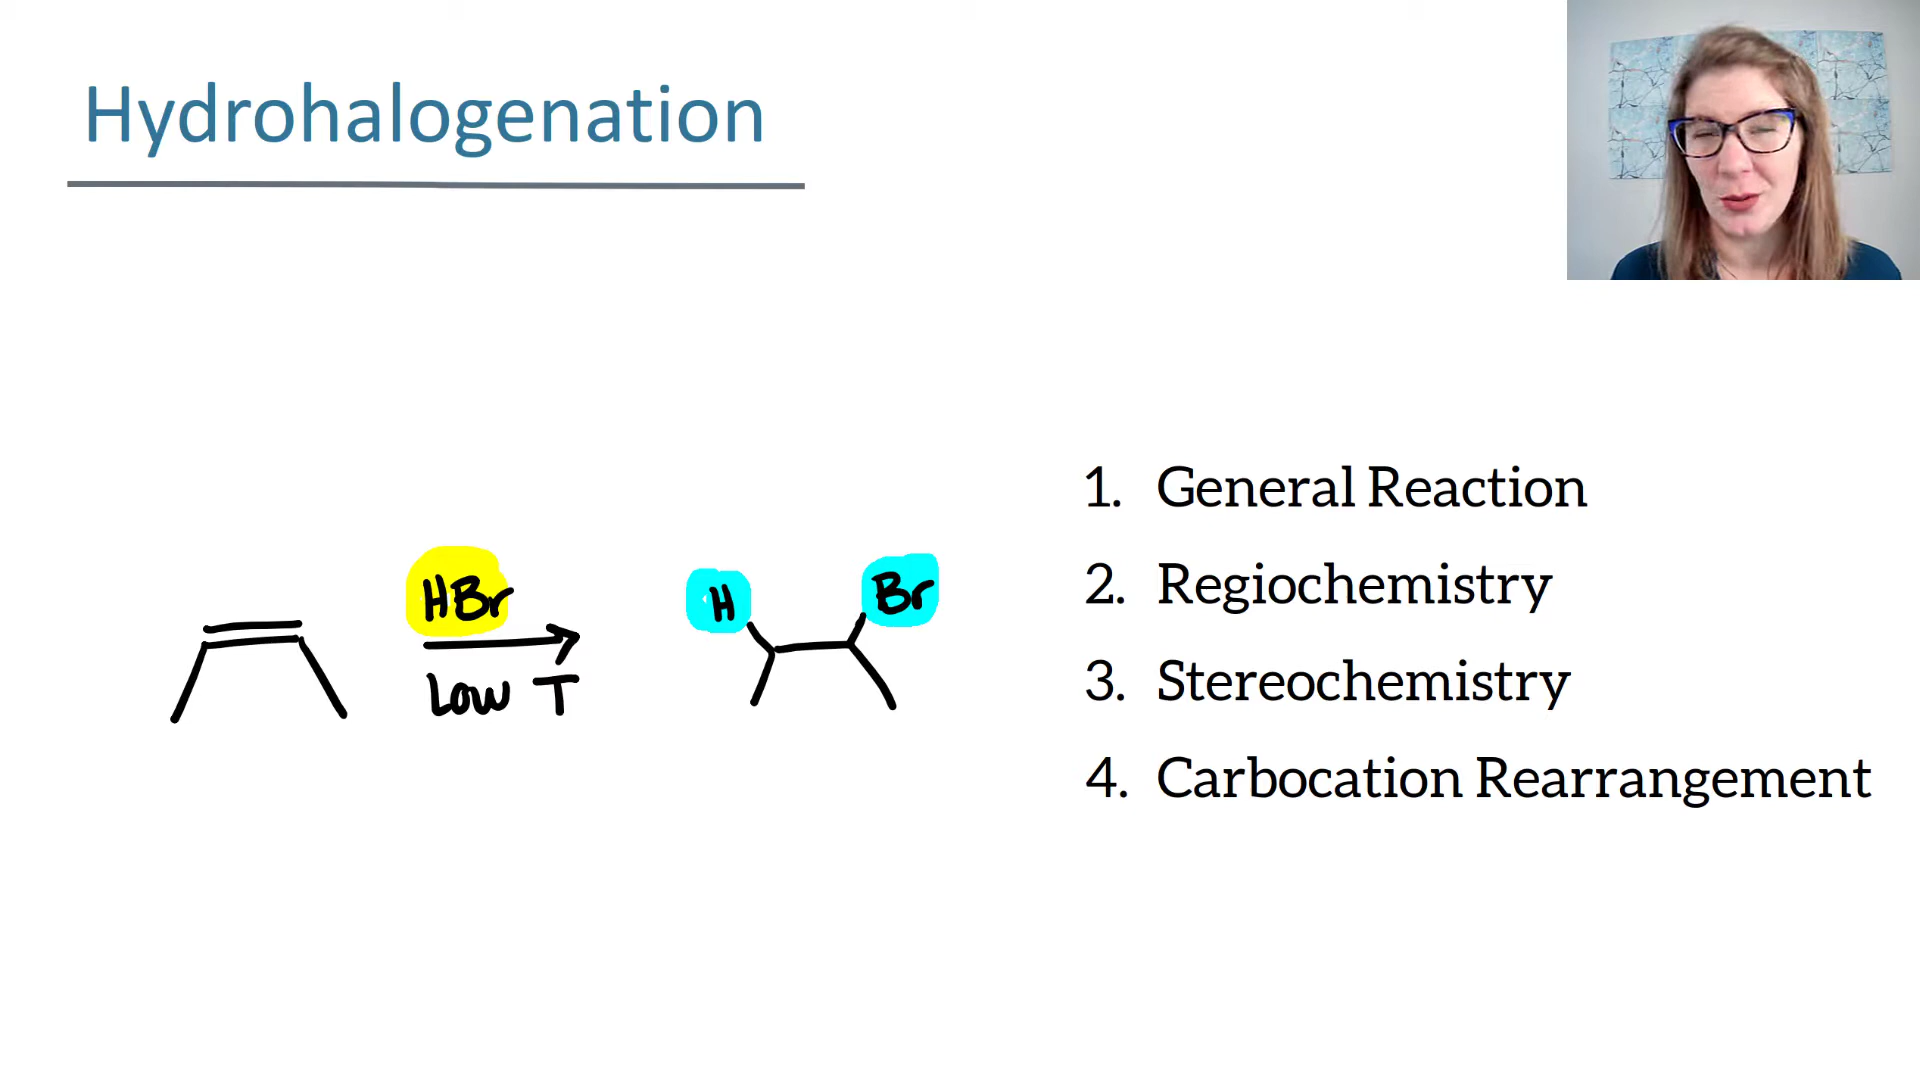 Hydrohalogenation
HBr
Low T
H
Br
1. General Reaction
2. Regiochemistry
3. Stereochemistry
4. Carbocation Rearrangement